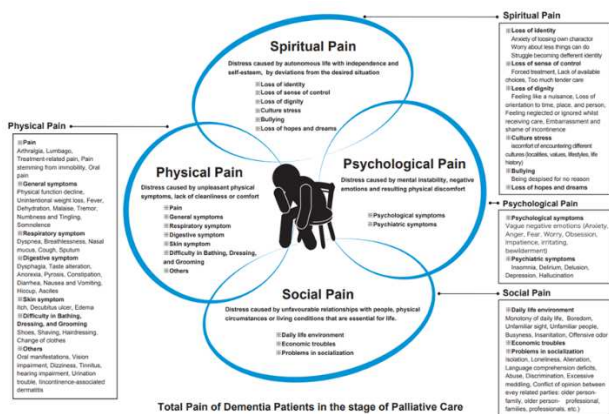 Spiritual Pain
Distress caused by autonomous life with independence
and self-esteem, by deviations from the desired situation
Loss of identity
Loss of sense of control
Loss of dignity
Culture stress
Bullying
Loss of hopes and dreams
Physical Pain
Distress caused by unpleasant physical
symptoms, lack of cleanliness or comfort
Pain
General symptoms
Respiratory symptom
Digestive symptom
Skin symptom
Difficulty in Bathing, Dressing,
and Grooming
Others
Psychological Pain
Distress caused by mental instability, negative
emotions and resulting physical discomfort
Psychological symptoms
Psychiatric symptoms
Social Pain
Distress caused by unfavourable relationships with people, physical
circumstances or living conditions that are essential for life.
Daily life environment
Economic troubles
Problems in socialization
Physical Pain
Pain
Arthralgia, Lumbago,
Treatment-related pain, Pain
stemming from immobility, Oral
pain
General symptoms
Physical function decline,
Unintentional weight loss, Fever,
Dehydration, Malaise, Tremor,
Numbness and Tingling,
Somnolence
Respiratory symptom
Dyspnea, Breathlessness, Nasal
mucus, Cough, Sputum
Digestive symptom
Dysphagia, Taste alteration,
Anorexia, Pyrosis, Constipation,
Diarrhea, Nausea and Vomiting,
Hicoup, Ascites
Skin symptom
Itch, Decubitus ulcer, Edema
Difficulty in Bathing,
Dressing, and Grooming
Shoes, Shaving, Hairdressing,
Change of clothes
Others
Oral manifestations, Vision
impairment, Dizziness, Tinnitus,
hearing impairment, Urination
trouble, Iincontinence-associated
dermatitis
Spiritual Pain
Loss of identity
Anxiety of loosing own charactor
Worry about less things can do
Struggle becoming defferent identity
Loss of sense of control
Forced treatment, Lack of available
choices, Too much tender care
Loss of dignity
Feeling like a nuisance, Loss of
orientation to time, place, and person,
Feeling neglected or ignored whilst
receiving care, Embarrassment and
shame of incontinence
Culture stress
iscomfort of encountering different
cultures (localities, values, lifestyles, life
history)
Bullying
Being despised for no reason
Loss of hopes and dreams
Psychological Pain
Psychological symptoms
Vague negative emotions (Anxiety,
Anger, Fear, Worry, Obsession,
Impatience, irritating,
bewilderment)
Psychiatric symptoms
Insomnia, Delirium, Delusion,
Depression, Hallucination
Social Pain
Daily life environment
Monotony of daily life, Boredom,
Unfamiliar sight, Unfamiliar people,
Busyness, Insanitation, Offensive odor
Economic troubles
Problems in socialization
Isolation, Loneliness, Alienation,
Language comprehension deficits,
Abuse, Discrimination, Excessive
meddling, Conflict of opinion between
evey related parties: older person-
family, older person- professional,
families, professionals, etc.)
Total Pain of Dementia Patients in the stage of Palliative Care